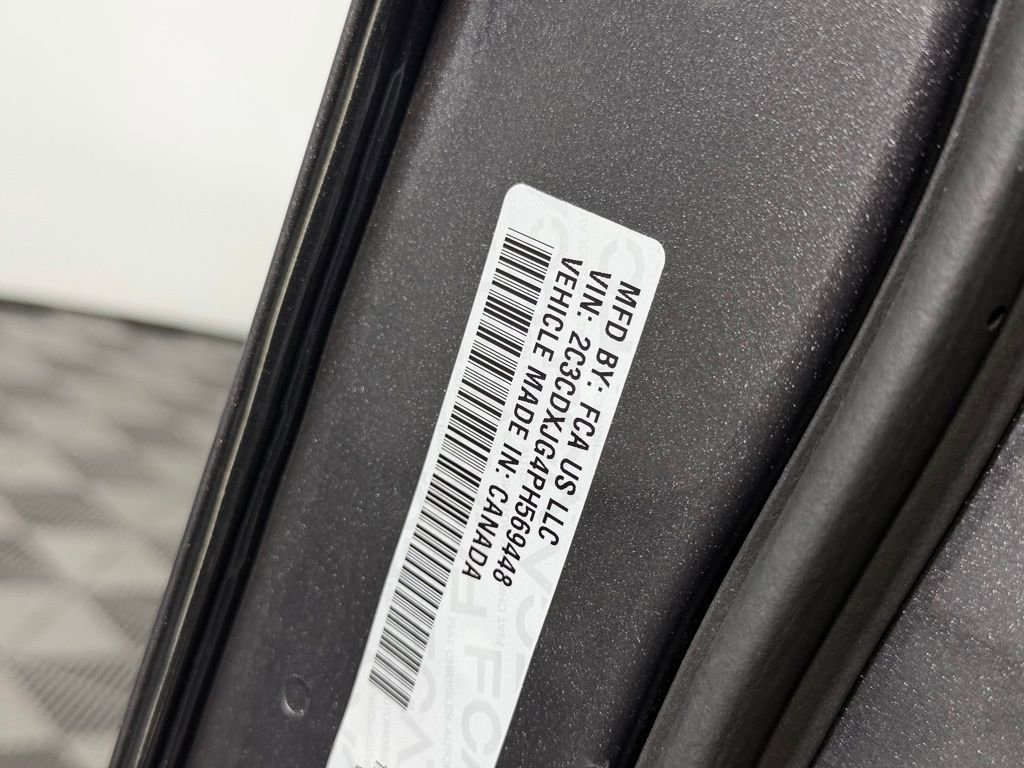 MFD BY: FCA US LLC
VIN: 2C3CDXJG4PH569448
VEHICLE MADE IN: CANADA